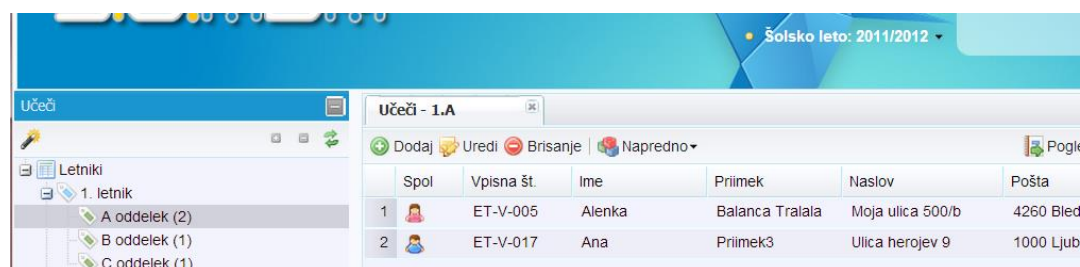 Šolsko leto: 2011/2012
Učeči
Učeči - 1.A
Dodaj Uredi Brisanje Napredno
Letniki
1. letnik
A oddelek (2)
B oddelek (1)
C oddelek (1)
Spol Vpisna št. Ime Priimek Naslov Pošta
1 ET-V-005 Alenka Balanca Tralala Moja ulica 500/b 4260 Bled
2 ET-V-017 Ana Priimek3 Ulica herojev 9 1000